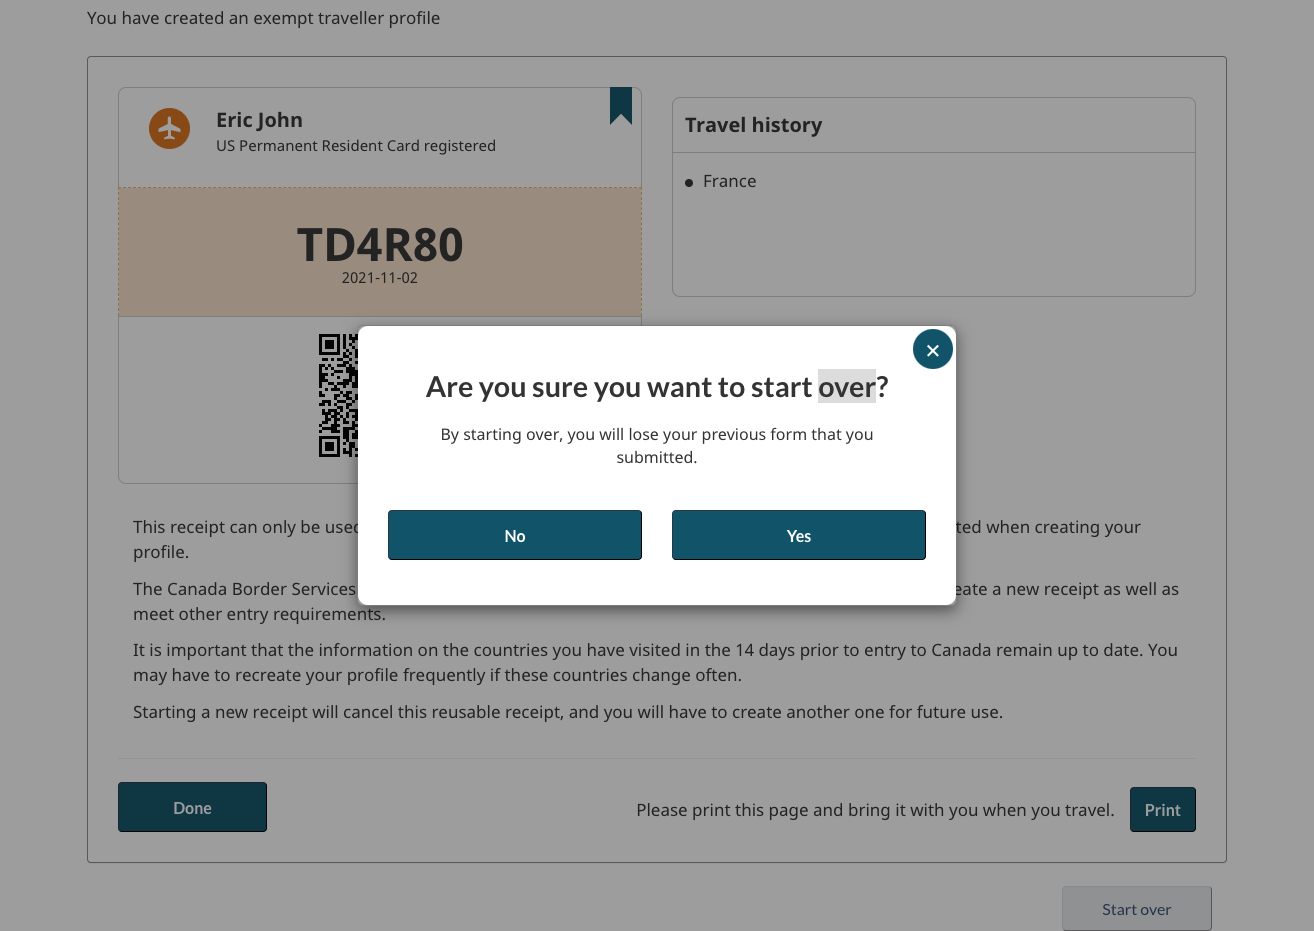 You have created an exempt traveller profile
Eric John
US Permanent Resident Card registered
TD4R80
2021-11-02
Travel history
France
Are you sure you want to start over?
By starting over, you will lose your previous form that you
submitted.
No
Yes
This receipt can only be used
ted when creating your
profile.
The Canada Border Services
eate a new receipt as well as
meet other entry requirements.
It is important that the information on the countries you have visited in the 14 days prior to entry to Canada remain up to date. You
may have to recreate your profile frequently if these countries change often.
Starting a new receipt will cancel this reusable receipt, and you will have to create another one for future use.
Done
Please print this page and bring it with you when you travel.
Print
Start over